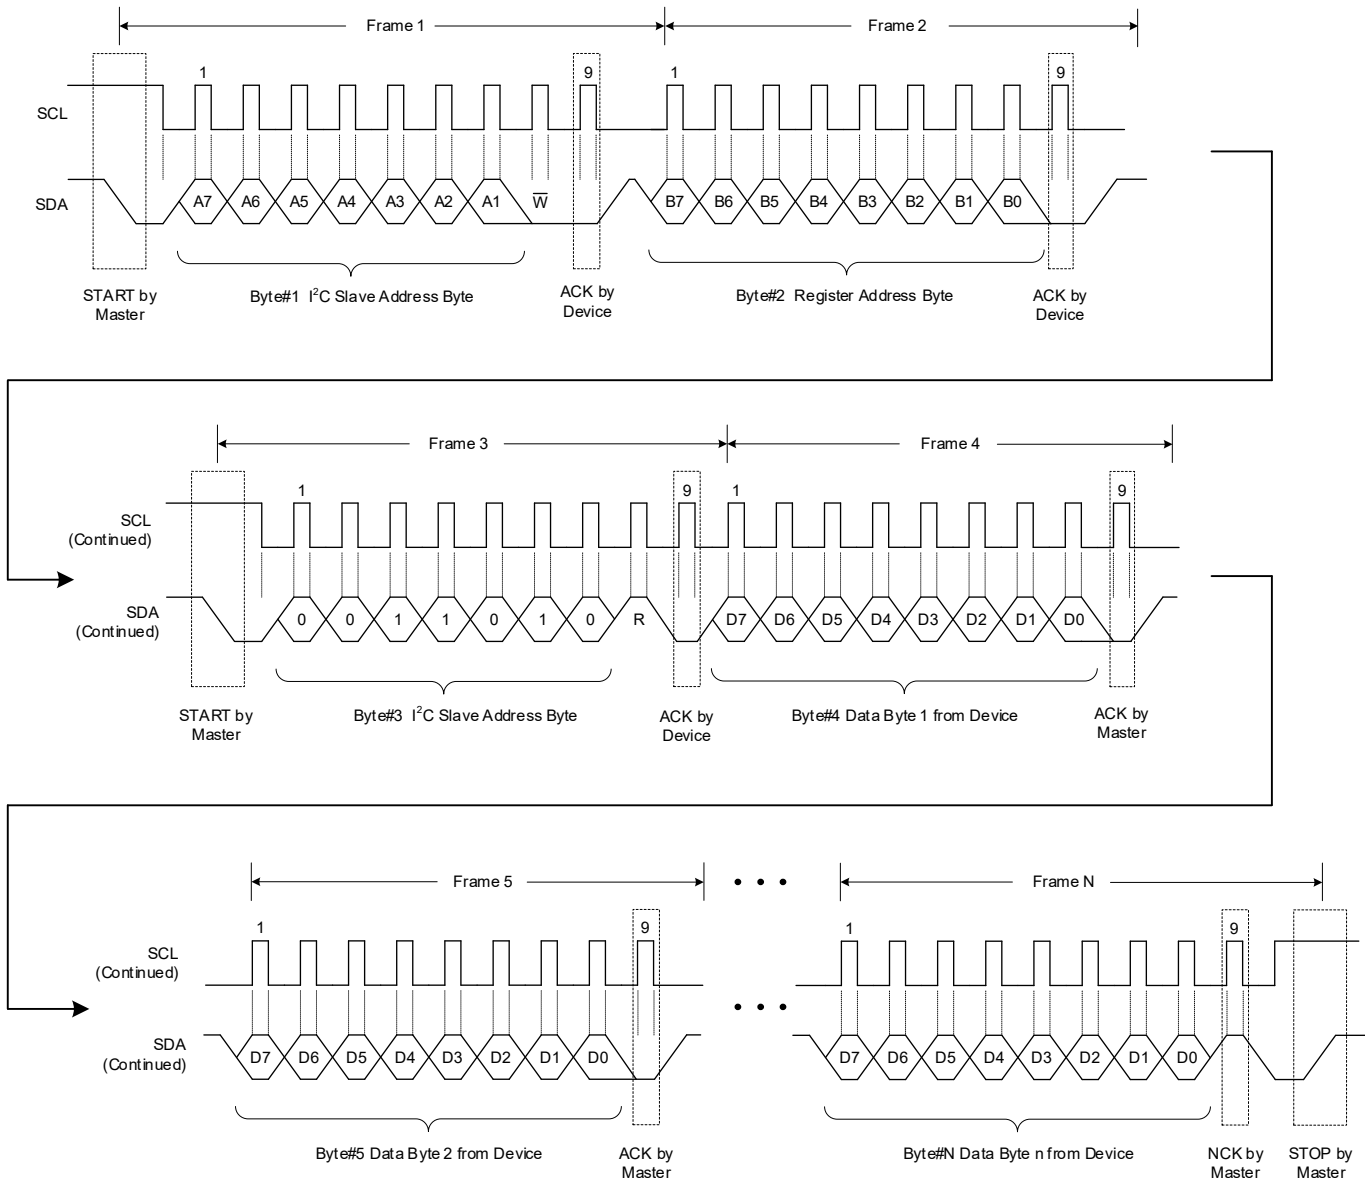 Frame 1 Frame 2
1 9 1 9
SCL
SDA A7 A6 A5 A4 A3 A2 A1 W̅ B7 B6 B5 B4 B3 B2 B1 B0
START by
Master
Byte#1 I²C Slave Address Byte
ACK by
Device
Byte#2 Register Address Byte
ACK by
Device
Frame 3 Frame 4
1 9 1 9
SCL
(Continued)
SDA
(Continued)
0 0 1 1 0 1 0 R D7 D6 D5 D4 D3 D2 D1 D0
START by
Master
Byte#3 I²C Slave Address Byte
ACK by
Device
Byte#4 Data Byte 1 from Device
ACK by
Master
Frame 5 • • • Frame N
1 9 1 9
SCL
(Continued)
• • •
SDA
(Continued)
D7 D6 D5 D4 D3 D2 D1 D0 D7 D6 D5 D4 D3 D2 D1 D0
Byte#5 Data Byte 2 from Device
ACK by
Master
Byte#N Data Byte n from Device
NCK by
Master
STOP by
Master